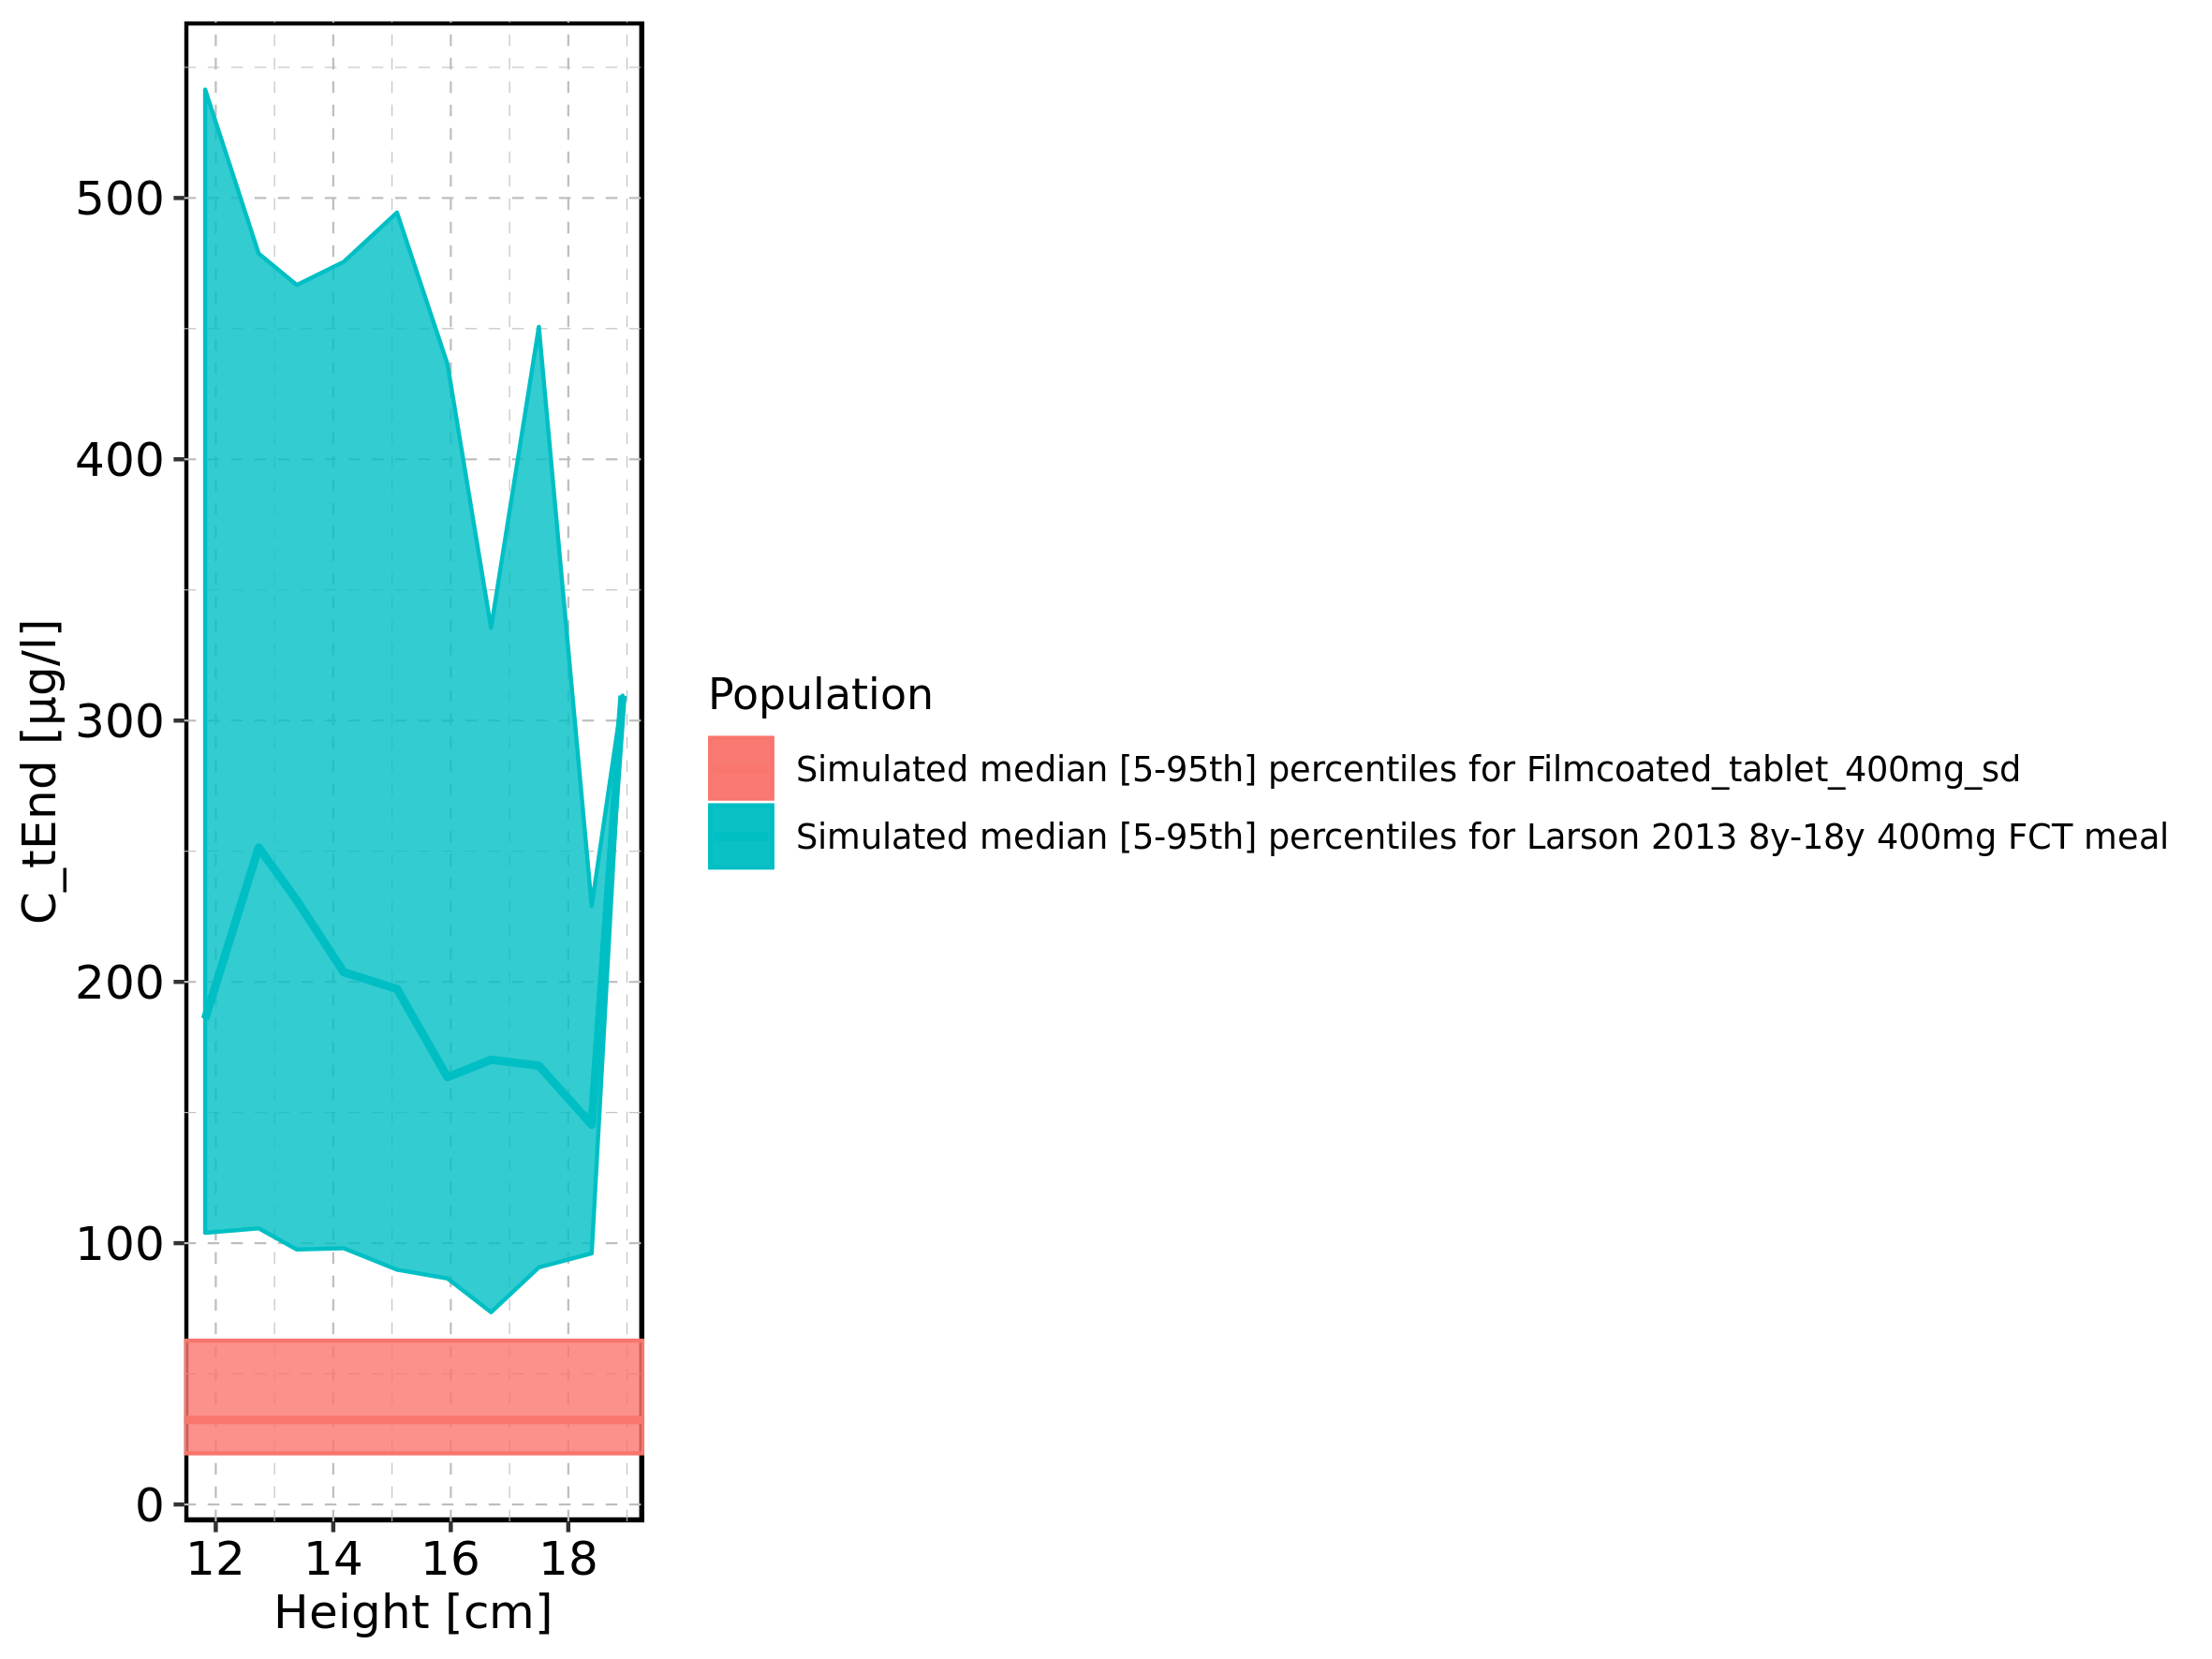 500
400
300
200
100
0
C_tEnd [µg/l]
12 14 16 18
Height [cm]
Population
Simulated median [5-95th] percentiles for Filmcoated_tablet_400mg_sd
Simulated median [5-95th] percentiles for Larson 2013 8y-18y 400mg FCT meal